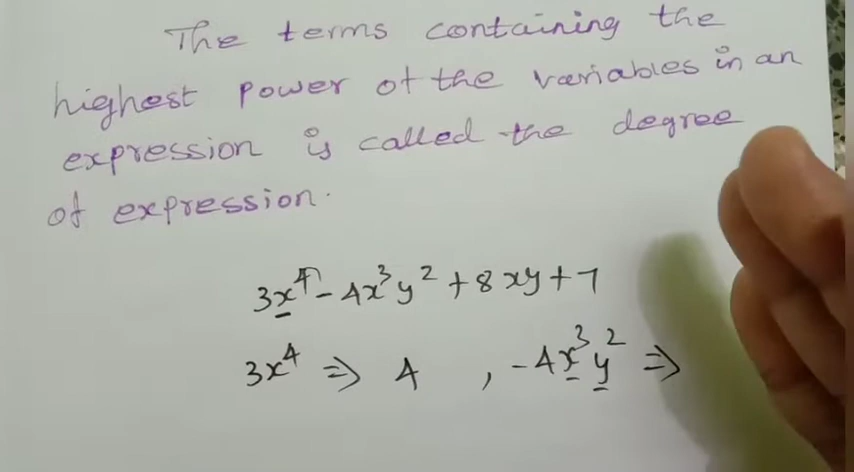 The terms containing the
highest power of the variables in an
expression is called the degree
of expression.
3x⁴ - 4x³y² + 8xy + 7
3x⁴ ⇒ 4 , -4x³y² ⇒